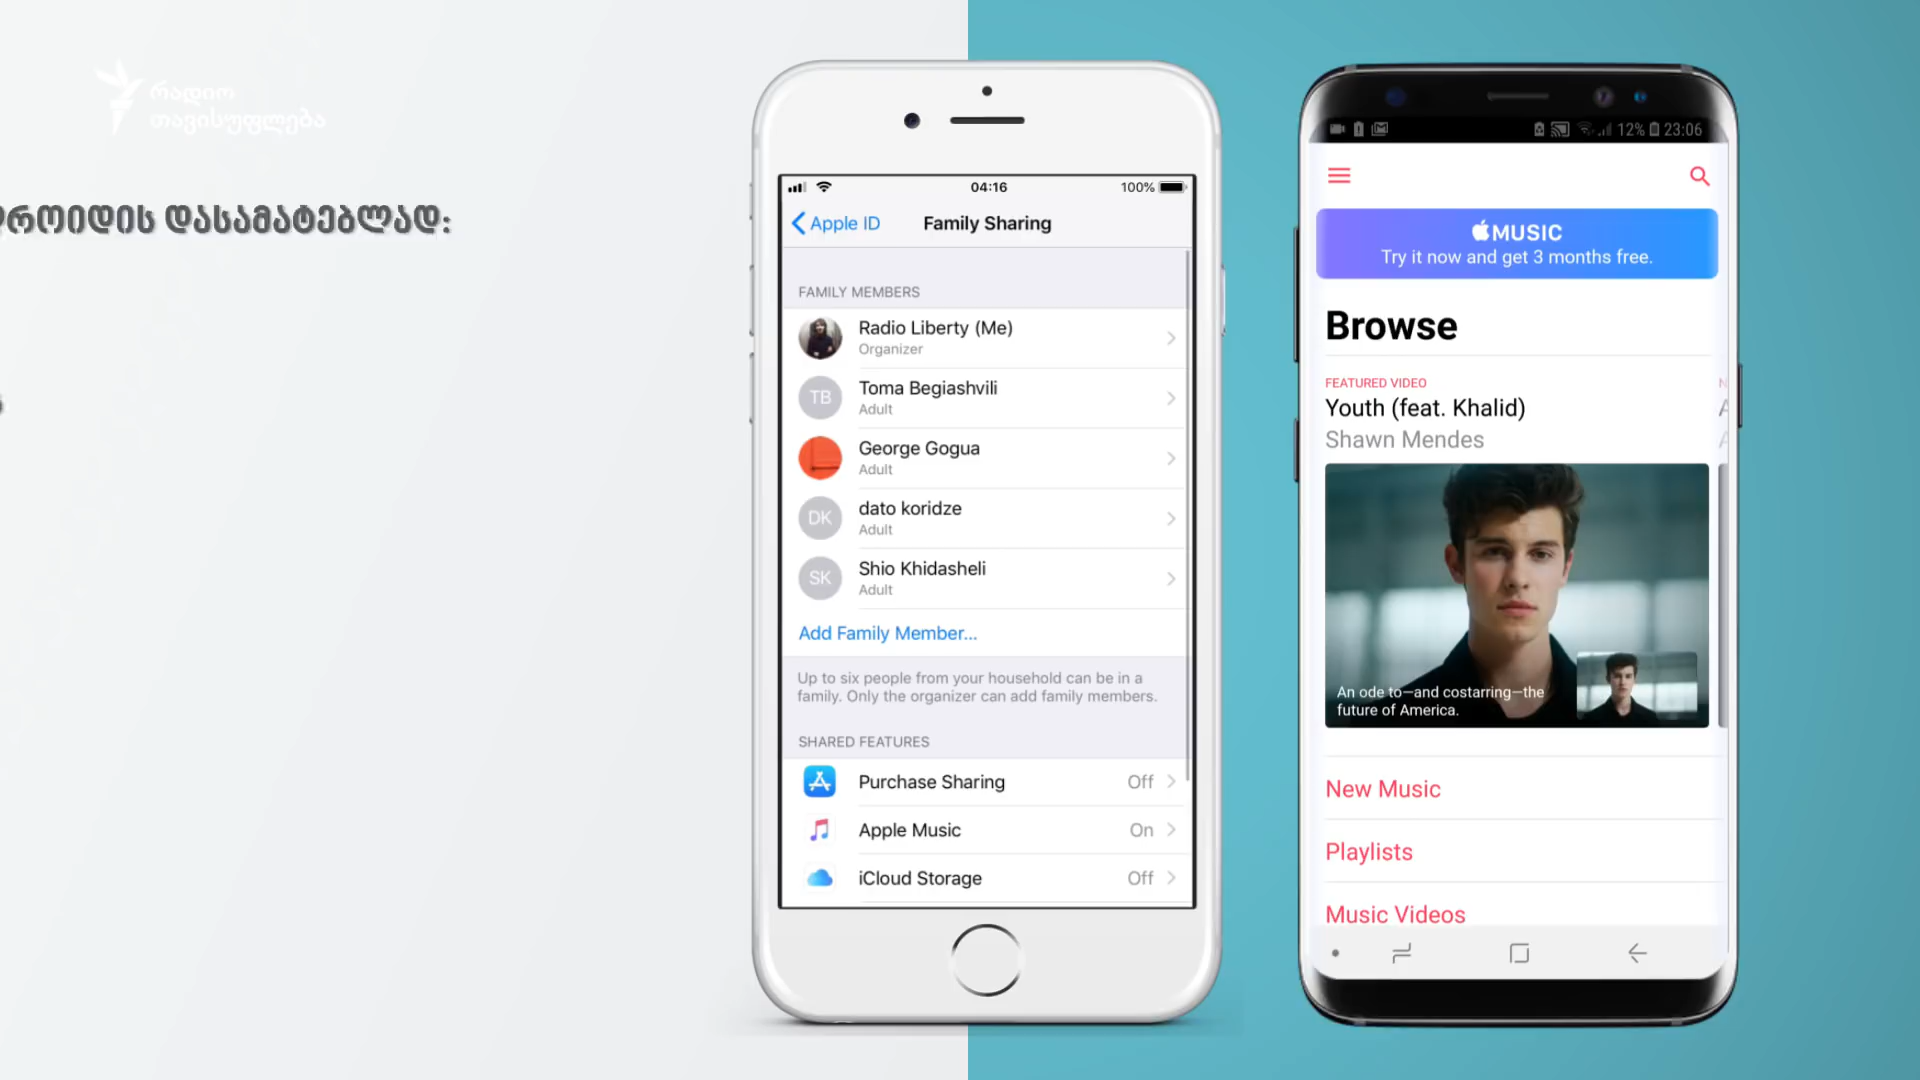 რადიო
თავისუფლება
დროიდის დასამატებლად:
04:16
100%
Apple ID
Family Sharing
FAMILY MEMBERS
Radio Liberty (Me)
Organizer
TB
Toma Begiashvili
Adult
George Gogua
Adult
DK
dato koridze
Adult
SK
Shio Khidasheli
Adult
Add Family Member...
Up to six people from your household can be in a
family. Only the organizer can add family members.
SHARED FEATURES
Purchase Sharing Off
Apple Music On
iCloud Storage Off
12% 23:06
MUSIC
Try it now and get 3 months free.
Browse
FEATURED VIDEO
Youth (feat. Khalid)
Shawn Mendes
An ode to—and costarring—the
future of America.
New Music
Playlists
Music Videos